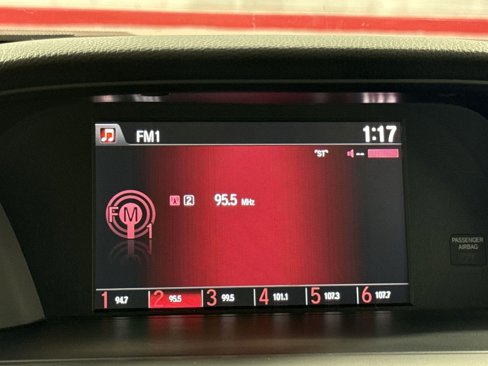 FM1 1:17
"ST" --
2 95.5 MHz
FM
1
1 94.7 2 95.5 3 99.5 4 101.1 5 107.3 6 107.7
PASSENGER
AIRBAG